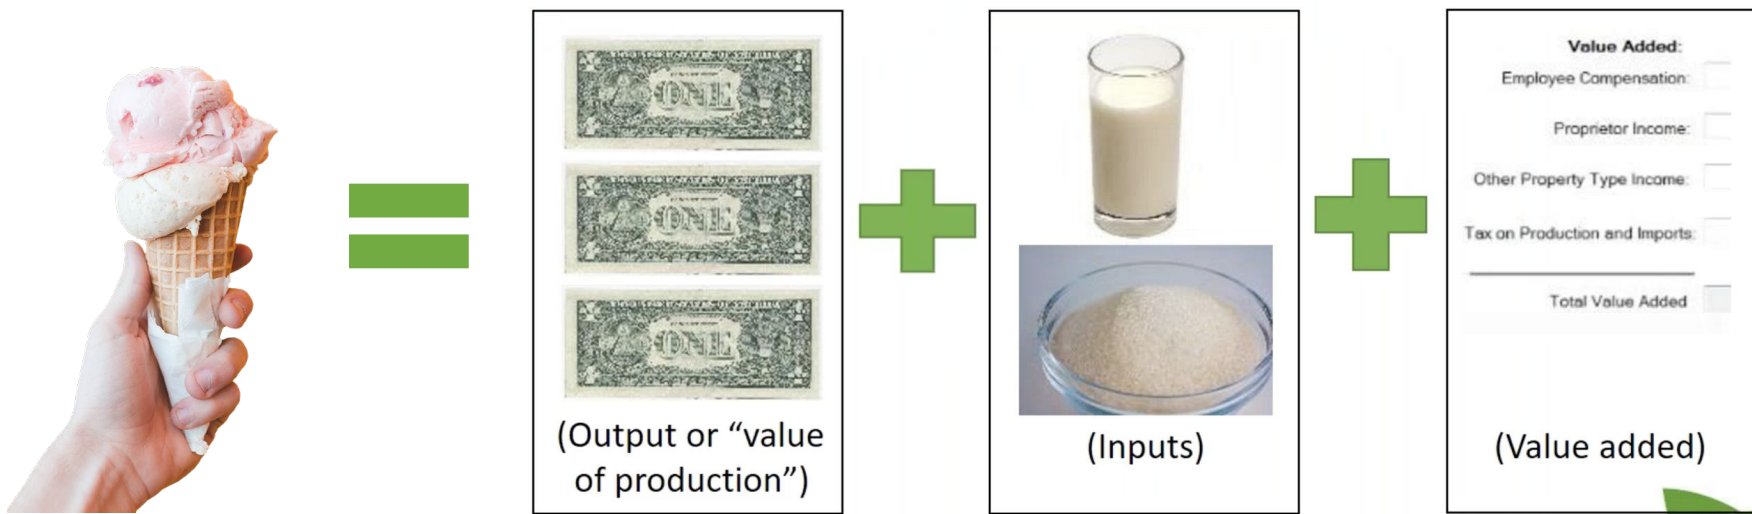 ONE
ONE
ONE
(Output or “value
of production”)
(Inputs)
Value Added:
Employee Compensation:
Proprietor Income:
Other Property Type Income:
Tax on Production and Imports:
Total Value Added
(Value added)